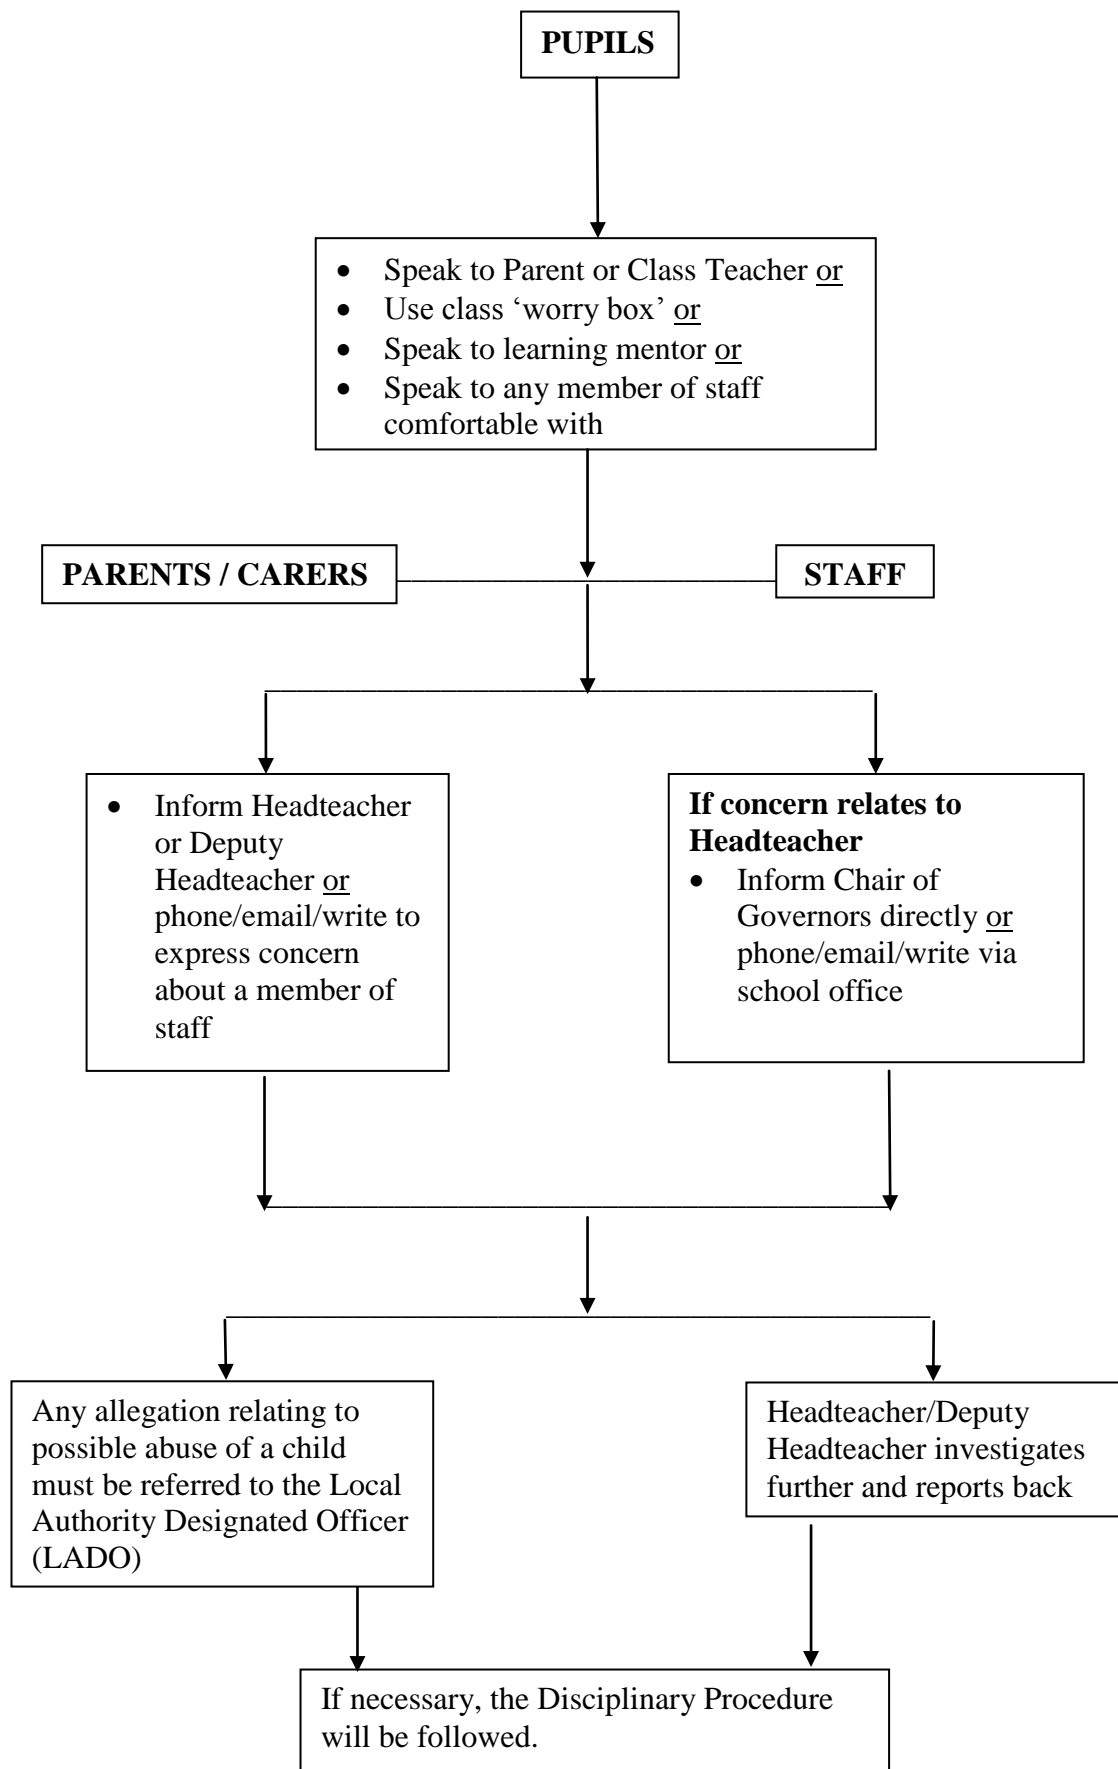 PUPILS
• Speak to Parent or Class Teacher or
• Use class ‘worry box’ or
• Speak to learning mentor or
• Speak to any member of staff
comfortable with
PARENTS / CARERS
STAFF
• Inform Headteacher
or Deputy
Headteacher or
phone/email/write to
express concern
about a member of
staff
If concern relates to
Headteacher
• Inform Chair of
Governors directly or
phone/email/write via
school office
Any allegation relating to
possible abuse of a child
must be referred to the Local
Authority Designated Officer
(LADO)
Headteacher/Deputy
Headteacher investigates
further and reports back
If necessary, the Disciplinary Procedure
will be followed.